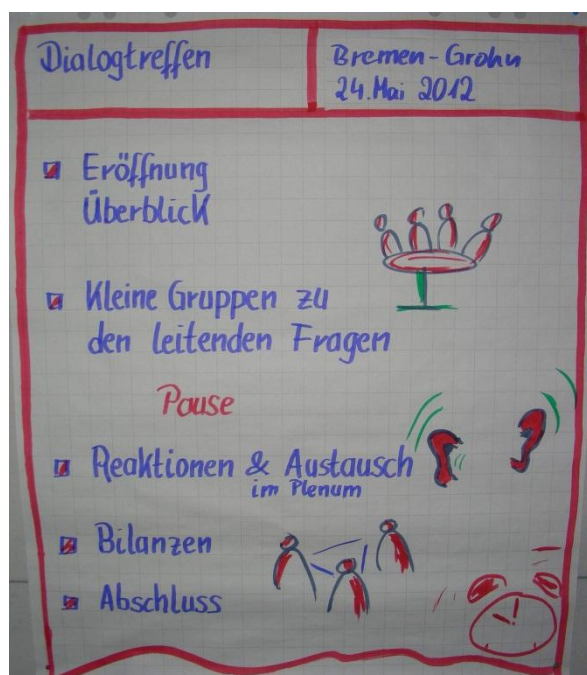 Dialogtreffen
Bremen-Grohn
24. Mai 2012
Eröffnung
Überblick
Kleine Gruppen zu
den leitenden Fragen
Pause
Reaktionen & Austausch
im Plenum
Bilanzen
Abschluss